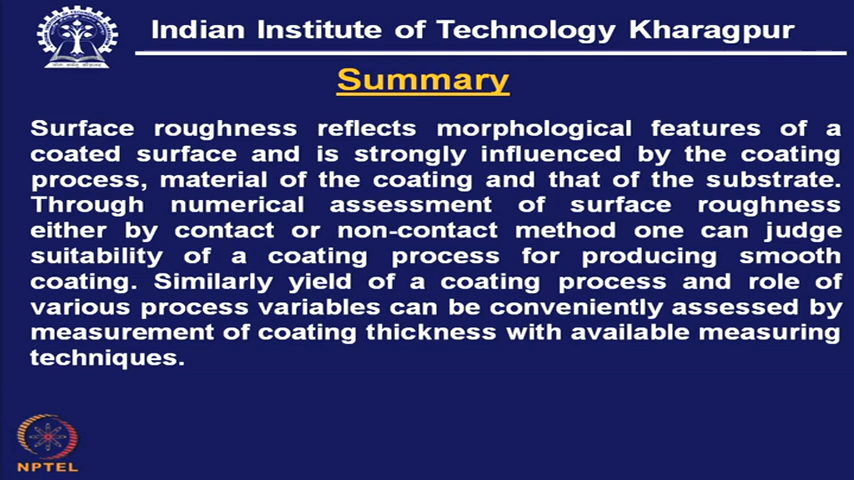 Indian Institute of Technology Kharagpur
Summary
Surface roughness reflects morphological features of a
coated surface and is strongly influenced by the coating
process, material of the coating and that of the substrate.
Through numerical assessment of surface roughness
either by contact or non-contact method one can judge
suitability of a coating process for producing smooth
coating. Similarly yield of a coating process and role of
various process variables can be conveniently assessed by
measurement of coating thickness with available measuring
techniques.
NPTEL